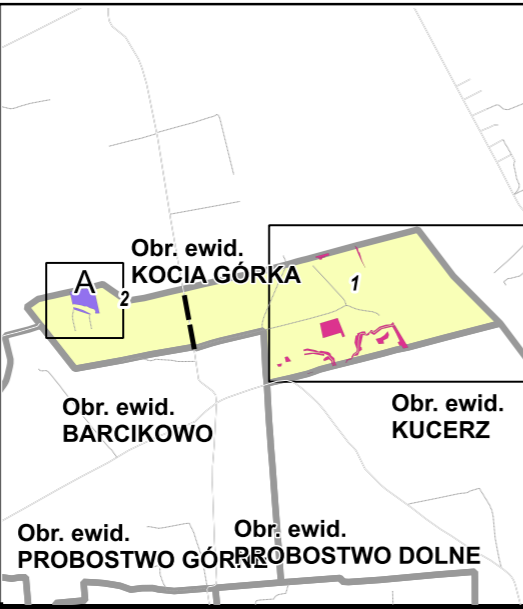 Obr. ewid.
KOCIA GÓRKA
A
2
1
Obr. ewid.
BARCIKOWO
Obr. ewid.
KUCERZ
Obr. ewid.
PROBOSTWO GÓRNE
Obr. ewid.
PROBOSTWO DOLNE